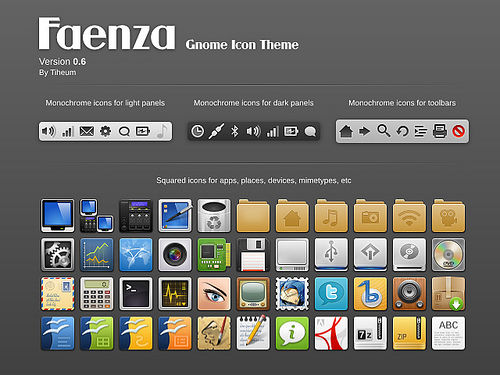 Faenza Gnome Icon Theme
Version 0.6
By Tiheum
Monochrome icons for light panels
Monochrome icons for dark panels
Monochrome icons for toolbars
Squared icons for apps, places, devices, mimetypes, etc
DVD
7z
ZIP
ABC